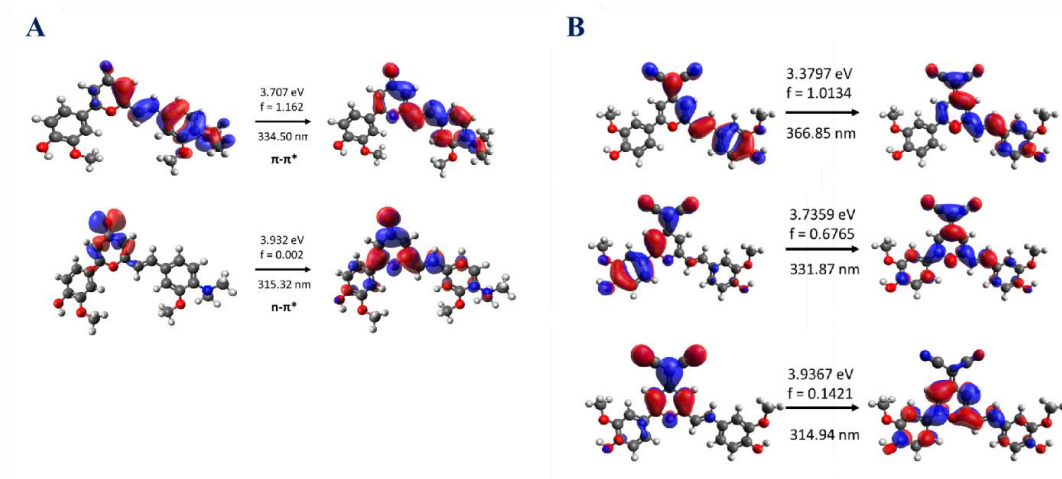 A
3.707 eV
f = 1.162
334.50 nm
π-π*
3.932 eV
f = 0.002
315.32 nm
n-π*
B
3.3797 eV
f = 1.0134
366.85 nm
3.7359 eV
f = 0.6765
331.87 nm
3.9367 eV
f = 0.1421
314.94 nm